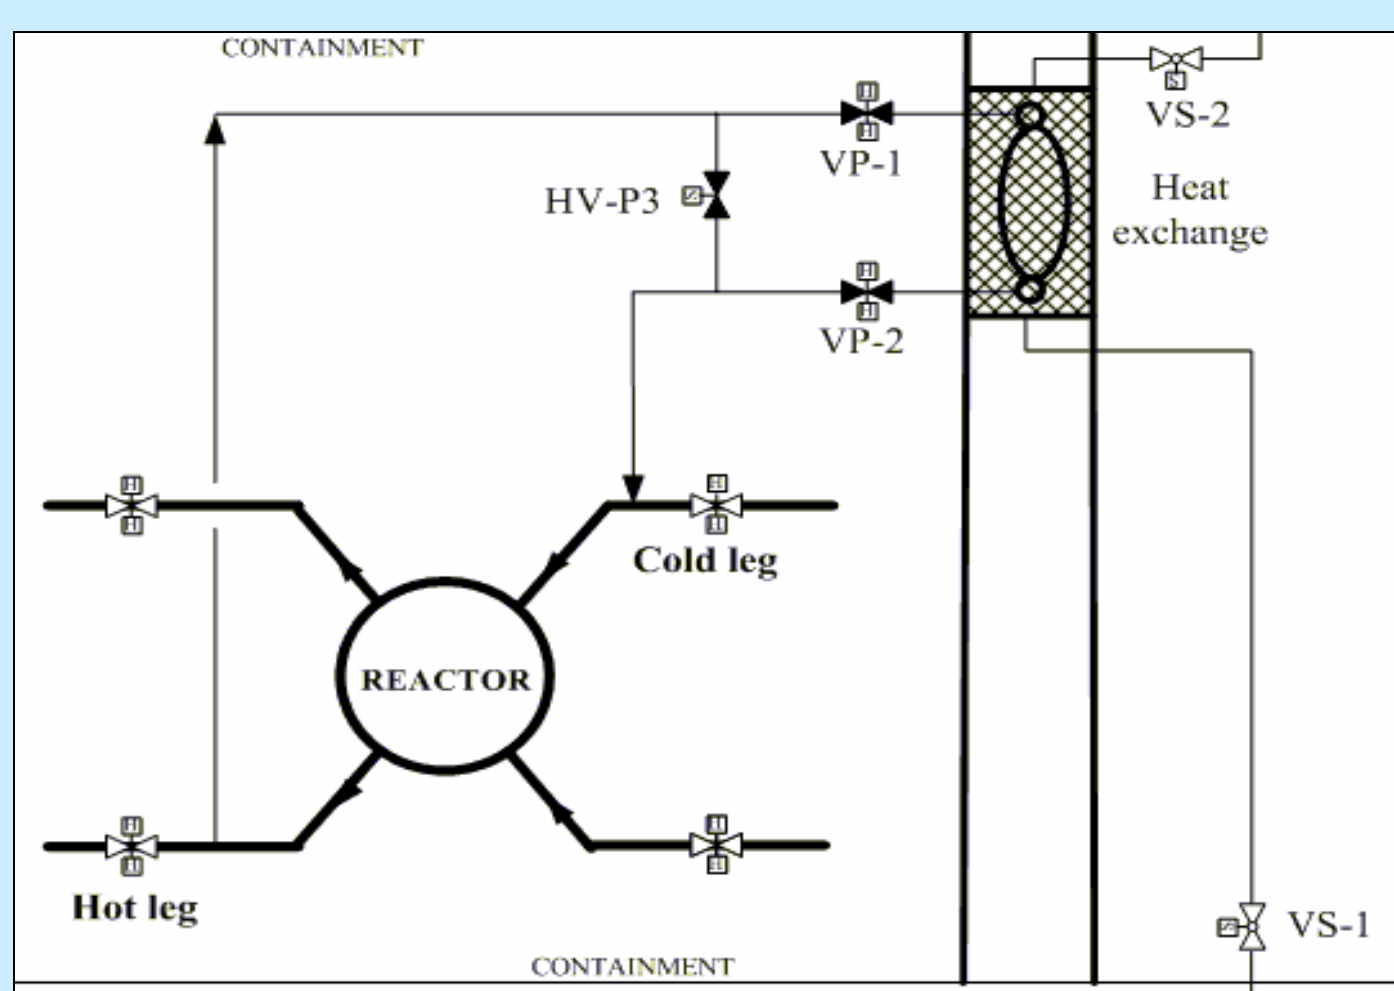 CONTAINMENT
VS-2
VP-1
HV-P3
Heat
exchange
VP-2
Cold leg
REACTOR
Hot leg
VS-1
CONTAINMENT